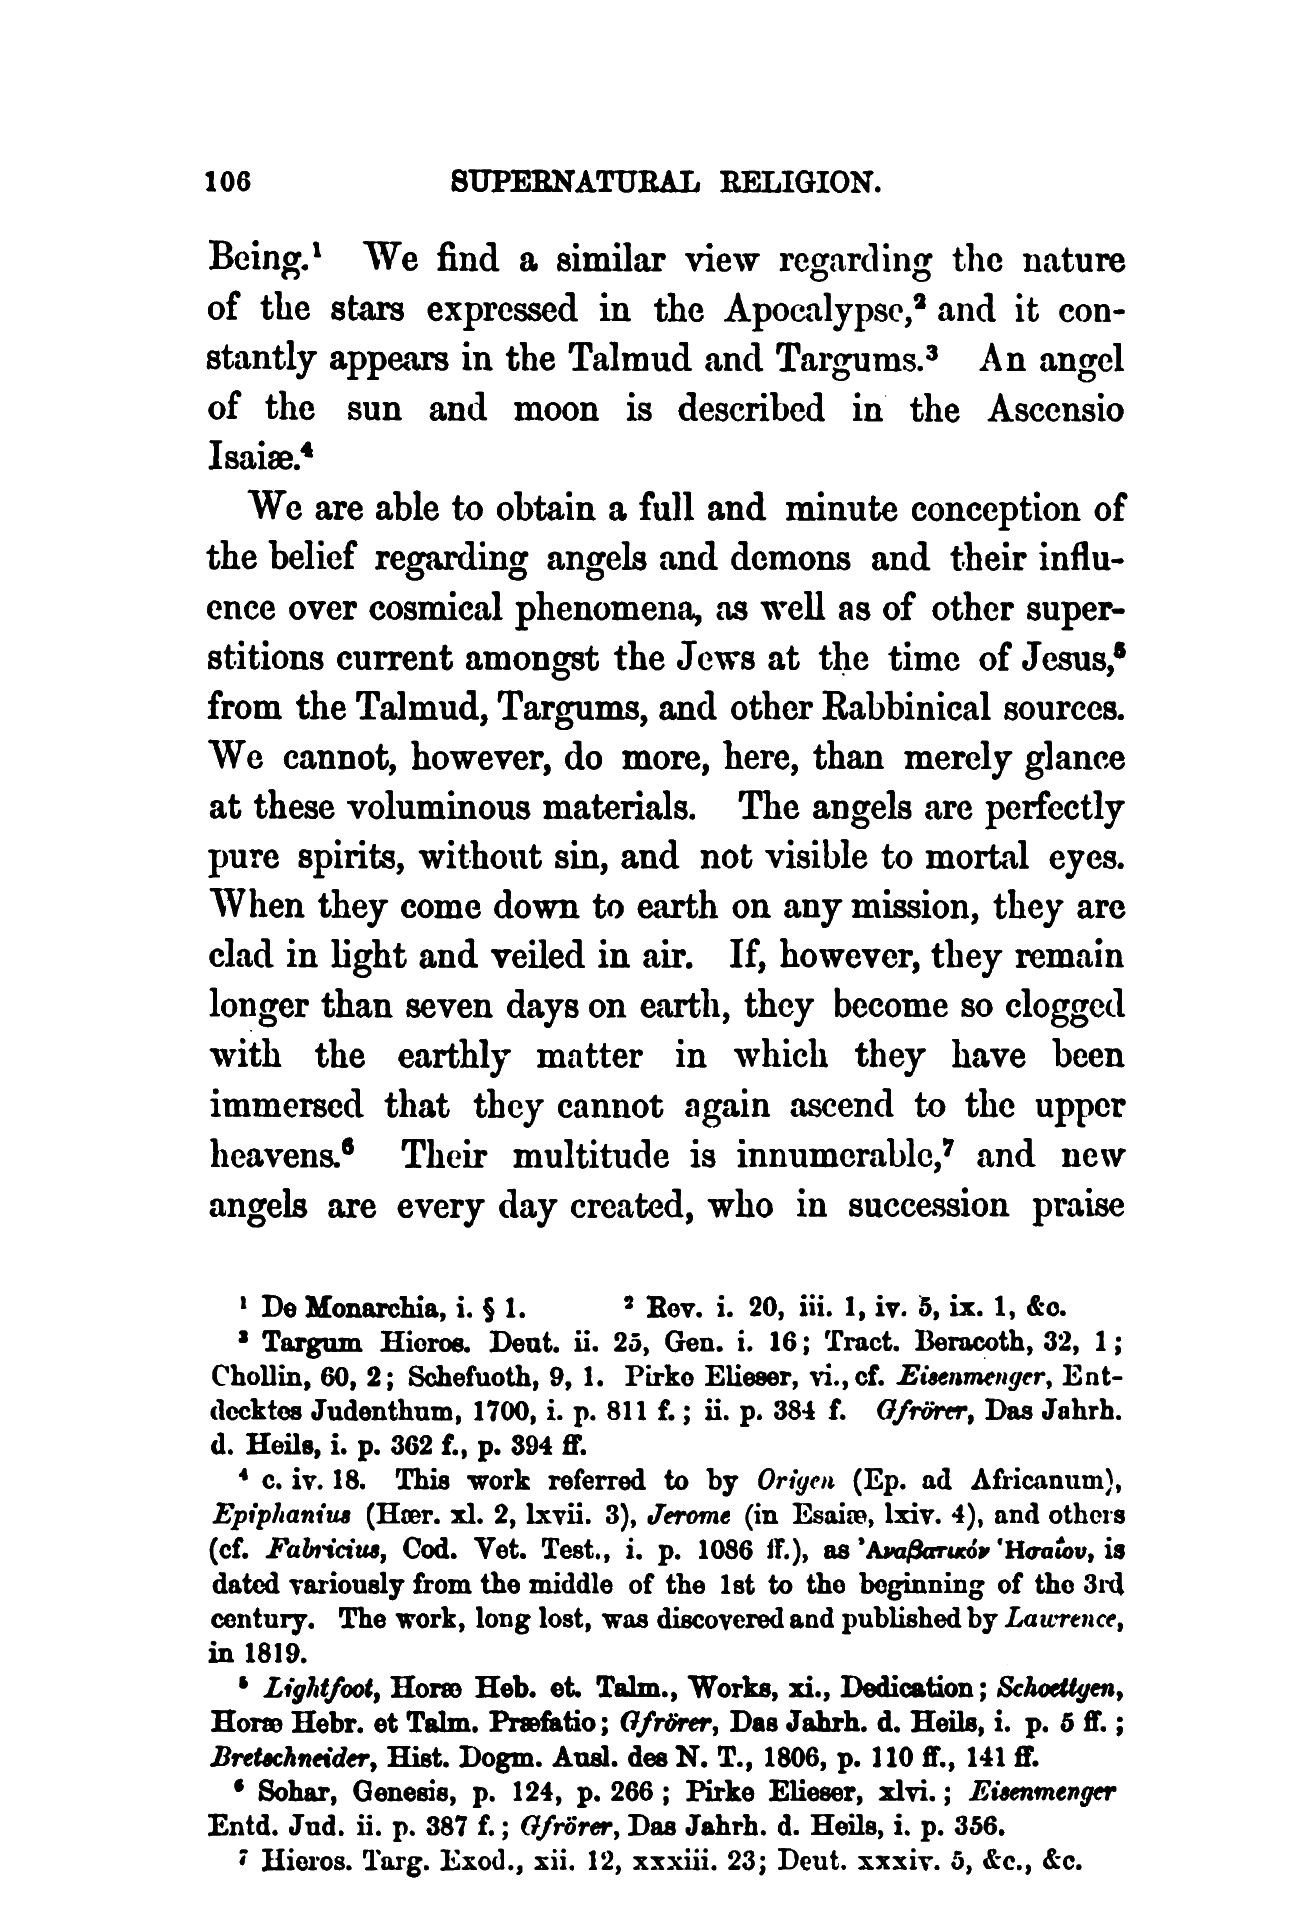 106 SUPERNATURAL RELIGION.
Being.¹ We find a similar view regarding the nature
of the stars expressed in the Apocalypse,² and it con-
stantly appears in the Talmud and Targums.³ An angel
of the sun and moon is described in the Ascensio
Isaiæ.⁴
We are able to obtain a full and minute conception of
the belief regarding angels and demons and their influ-
ence over cosmical phenomena, as well as of other super-
stitions current amongst the Jews at the time of Jesus,⁵
from the Talmud, Targums, and other Rabbinical sources.
We cannot, however, do more, here, than merely glance
at these voluminous materials. The angels are perfectly
pure spirits, without sin, and not visible to mortal eyes.
When they come down to earth on any mission, they are
clad in light and veiled in air. If, however, they remain
longer than seven days on earth, they become so clogged
with the earthly matter in which they have been
immersed that they cannot again ascend to the upper
heavens.⁶ Their multitude is innumerable,⁷ and new
angels are every day created, who in succession praise
¹ De Monarchia, i. § 1. ² Rev. i. 20, iii. 1, iv. 5, ix. 1, &c.
³ Targum Hieros. Deut. ii. 25, Gen. i. 16; Tract. Beracoth, 32, 1;
Chollin, 60, 2; Schefuoth, 9, 1. Pirke Elieser, vi., cf. Eisenmenger, Ent-
decktes Judenthum, 1700, i. p. 811 f.; ii. p. 384 f. Gfrörer, Das Jahrh.
d. Heils, i. p. 362 f., p. 394 ff.
⁴ c. iv. 18. This work referred to by Origen (Ep. ad Africanum),
Epiphanius (Hær. xl. 2, lxvii. 3), Jerome (in Esaiæ, lxiv. 4), and others
(cf. Fabricius, Cod. Vet. Test., i. p. 1086 ff.), as Ἀναβατικόν Ἡσαΐου, is
dated variously from the middle of the 1st to the beginning of the 3rd
century. The work, long lost, was discovered and published by Lawrence,
in 1819.
⁵ Lightfoot, Horæ Heb. et. Talm., Works, xi., Dedication; Schoettgen,
Horæ Hebr. et Talm. Præfatio; Gfrörer, Das Jahrh. d. Heils, i. p. 5 ff.;
Bretschneider, Hist. Dogm. Ausl. des N. T., 1806, p. 110 ff., 141 ff.
⁶ Sohar, Genesis, p. 124, p. 266; Pirke Elieser, xlvi.; Eisenmenger
Entd. Jud. ii. p. 387 f.; Gfrörer, Das Jahrh. d. Heils, i. p. 356.
⁷ Hieros. Targ. Exod., xii. 12, xxxiii. 23; Deut. xxxiv. 5, &c., &c.